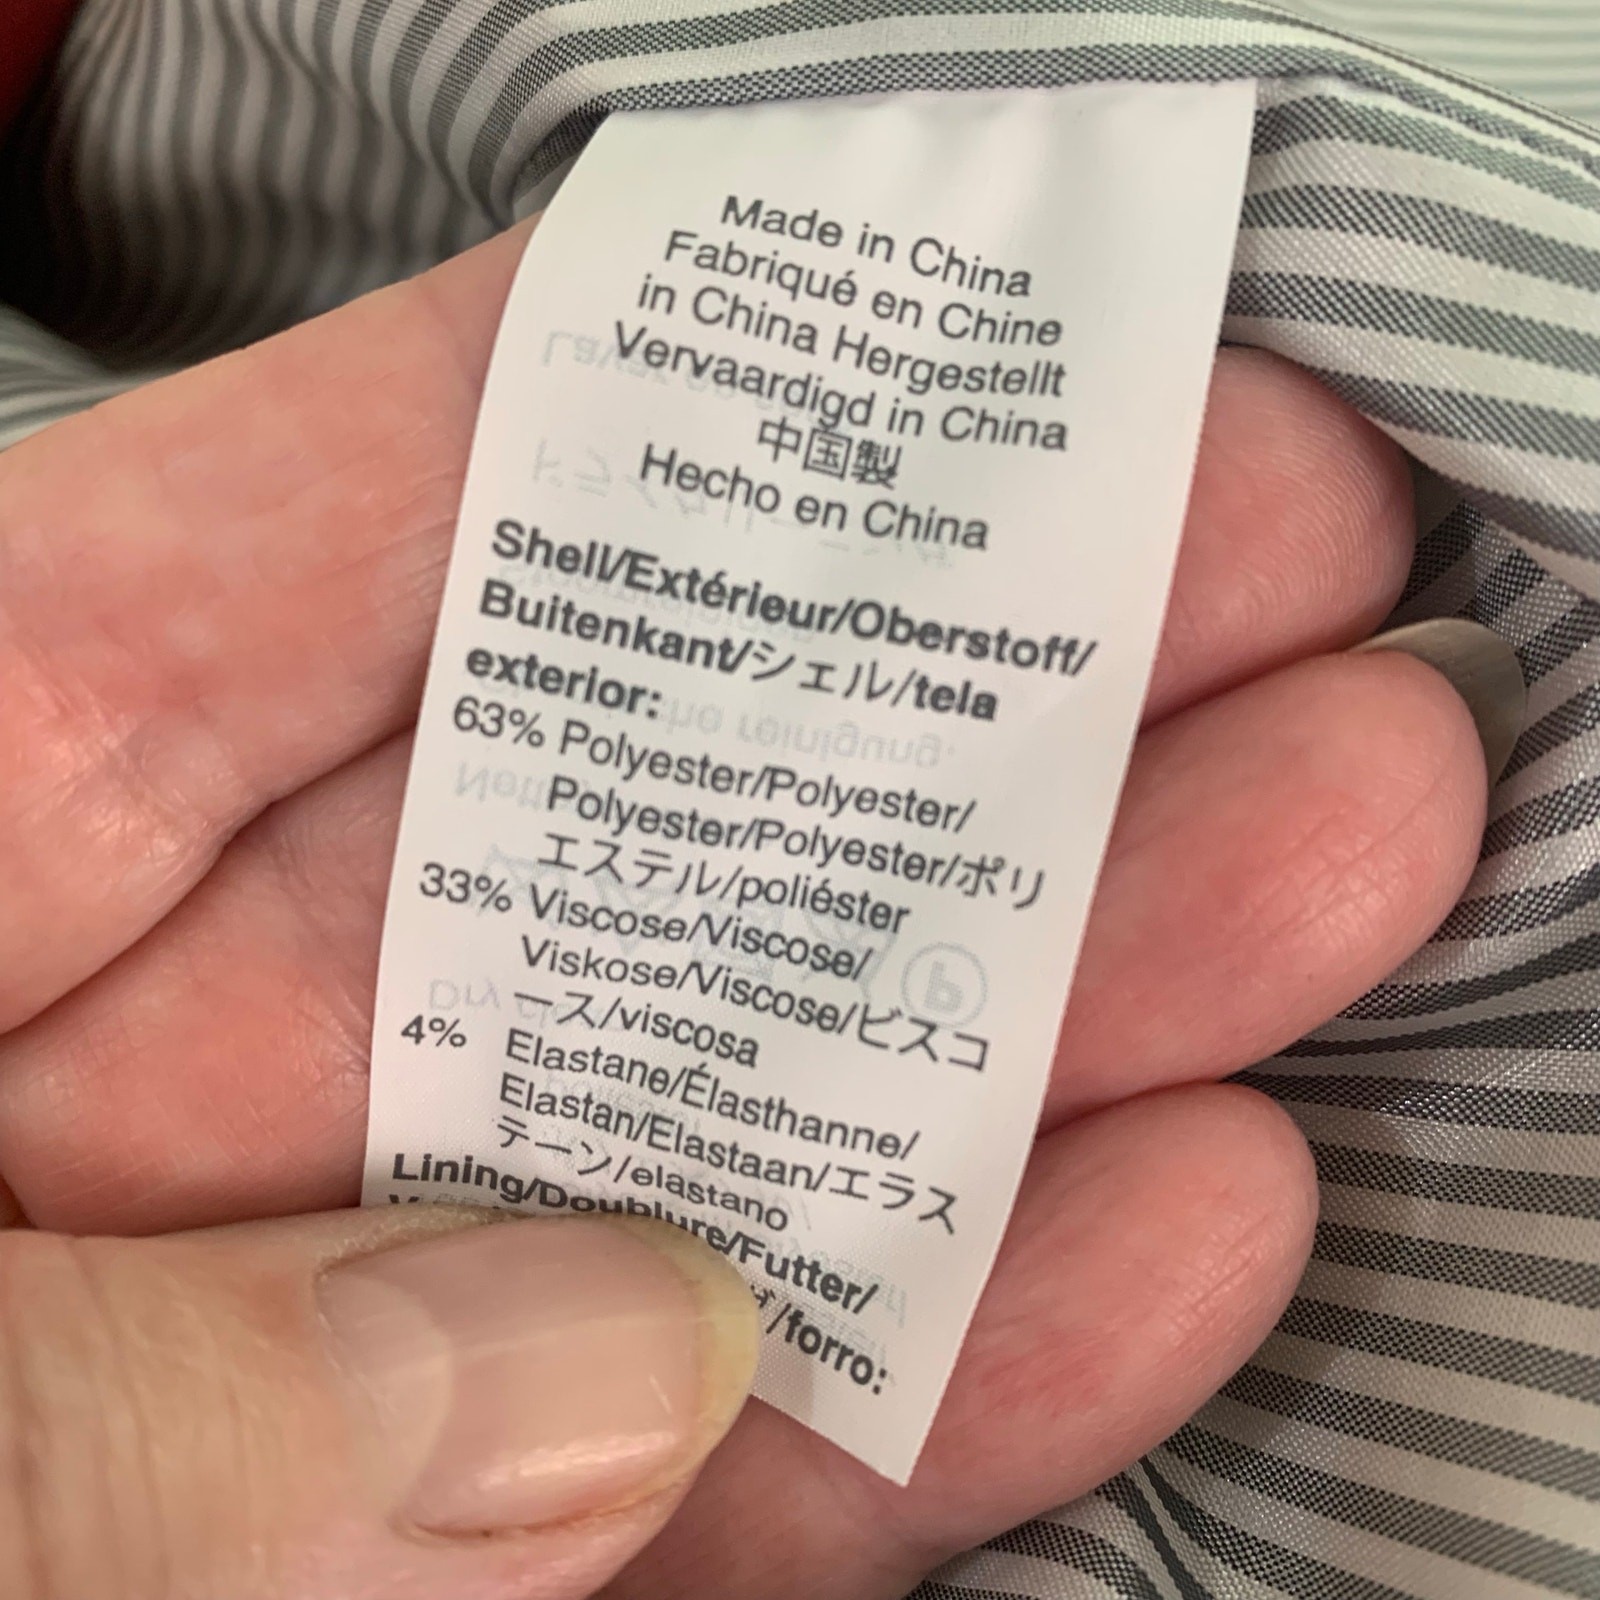 Made in China
Fabriqué en Chine
in China Hergestellt
Vervaardigd in China
中国製
Hecho en China
Shell/Extérieur/Oberstoff/
Buitenkant/シェル/tela
exterior:
63% Polyester/Polyester/
Polyester/Polyester/ポリ
エステル/poliéster
33% Viscose/Viscose/
Viskose/Viscose/ビスコ
ース/viscosa
4% Elastane/Élasthanne/
Elastan/Elastaan/エラス
テーン/elastano
Lining/Doublure/Futter/
/forro: